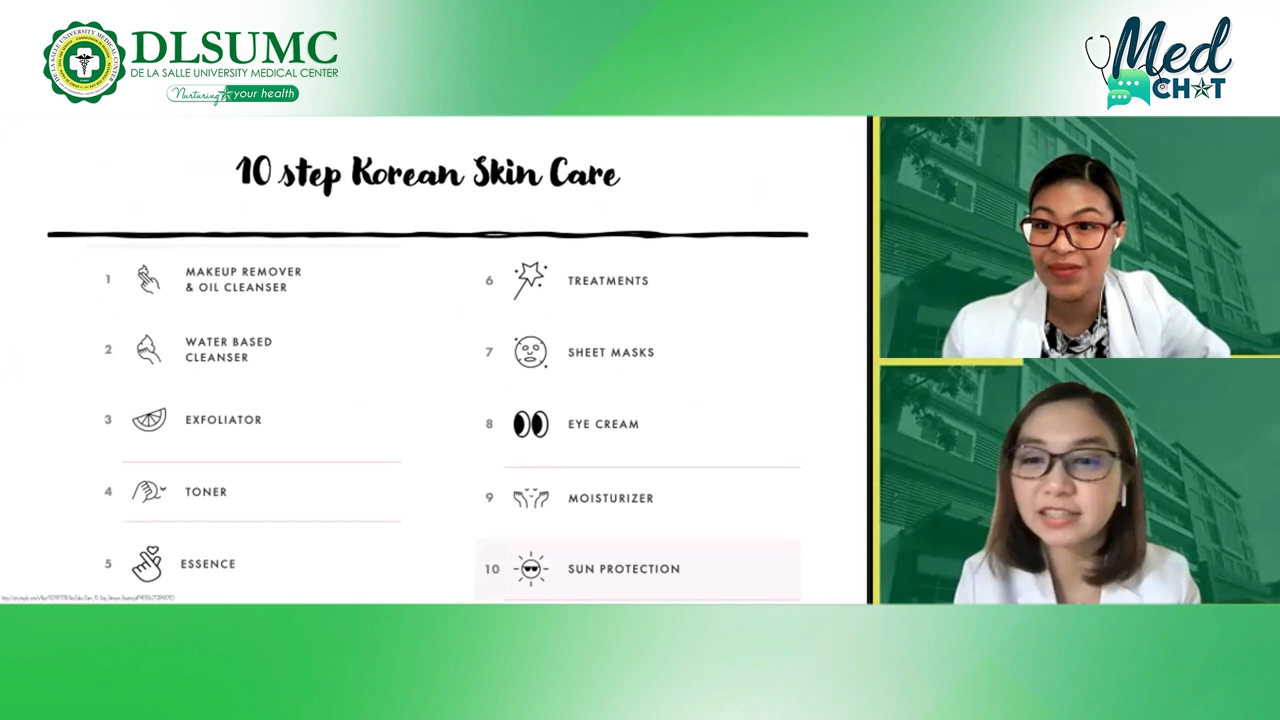 DLSUMC
DE LA SALLE UNIVERSITY MEDICAL CENTER
Nurturing your health
Med
CHAT
10 step Korean Skin Care
1 MAKEUP REMOVER
& OIL CLEANSER
2 WATER BASED
CLEANSER
3 EXFOLIATOR
4 TONER
5 ESSENCE
6 TREATMENTS
7 SHEET MASKS
8 EYE CREAM
9 MOISTURIZER
10 SUN PROTECTION